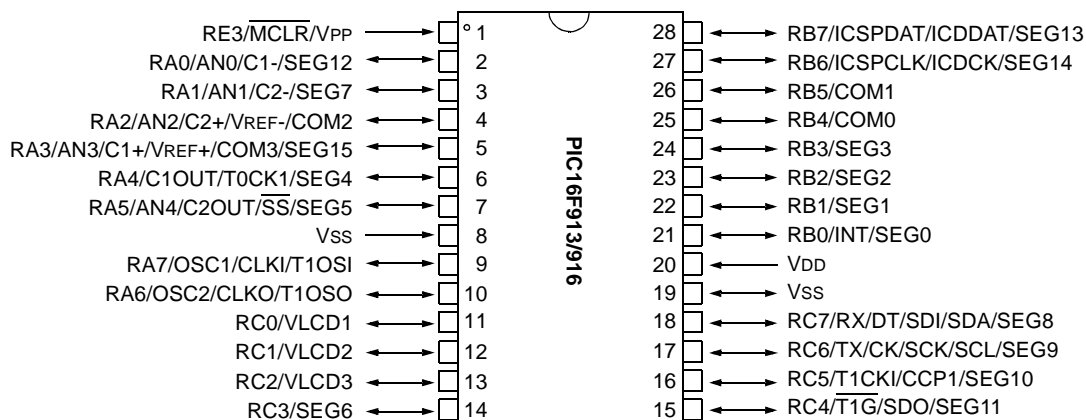 RE3/MCLR/VPP 1
RA0/AN0/C1-/SEG12 2
RA1/AN1/C2-/SEG7 3
RA2/AN2/C2+/VREF-/COM2 4
RA3/AN3/C1+/VREF+/COM3/SEG15 5
RA4/C1OUT/T0CK1/SEG4 6
RA5/AN4/C2OUT/SS/SEG5 7
VSS 8
RA7/OSC1/CLKI/T1OSI 9
RA6/OSC2/CLKO/T1OSO 10
RC0/VLCD1 11
RC1/VLCD2 12
RC2/VLCD3 13
RC3/SEG6 14
PIC16F913/916
28 RB7/ICSPDAT/ICDDAT/SEG13
27 RB6/ICSPCLK/ICDCK/SEG14
26 RB5/COM1
25 RB4/COM0
24 RB3/SEG3
23 RB2/SEG2
22 RB1/SEG1
21 RB0/INT/SEG0
20 VDD
19 VSS
18 RC7/RX/DT/SDI/SDA/SEG8
17 RC6/TX/CK/SCK/SCL/SEG9
16 RC5/T1CKI/CCP1/SEG10
15 RC4/T1G/SDO/SEG11